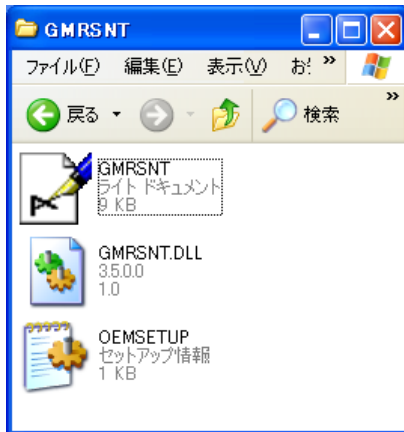 GMRSNT
ファイル(F) 編集(E) 表示(V) お! »
戻る 検索 »
GMRSNT
ライト ドキュメント
9 KB
GMRSNT.DLL
3.5.0.0
1.0
OEMSETUP
セットアップ情報
1 KB